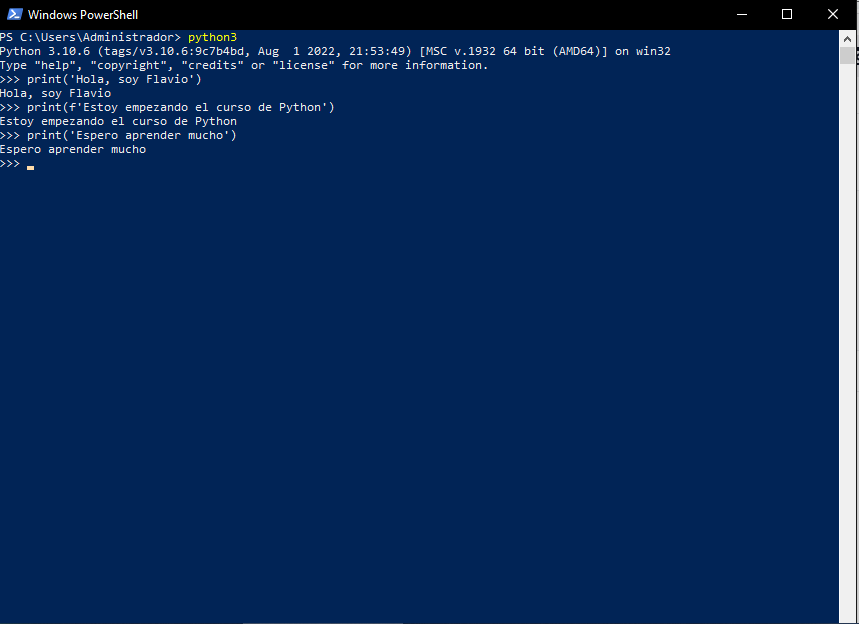 Windows PowerShell
PS C:\Users\Administrador> python3
Python 3.10.6 (tags/v3.10.6:9c7b4bd, Aug  1 2022, 21:53:49) [MSC v.1932 64 bit (AMD64)] on win32
Type "help", "copyright", "credits" or "license" for more information.
>>> print('Hola, soy Flavio')
Hola, soy Flavio
>>> print(f'Estoy empezando el curso de Python')
Estoy empezando el curso de Python
>>> print('Espero aprender mucho')
Espero aprender mucho
>>>